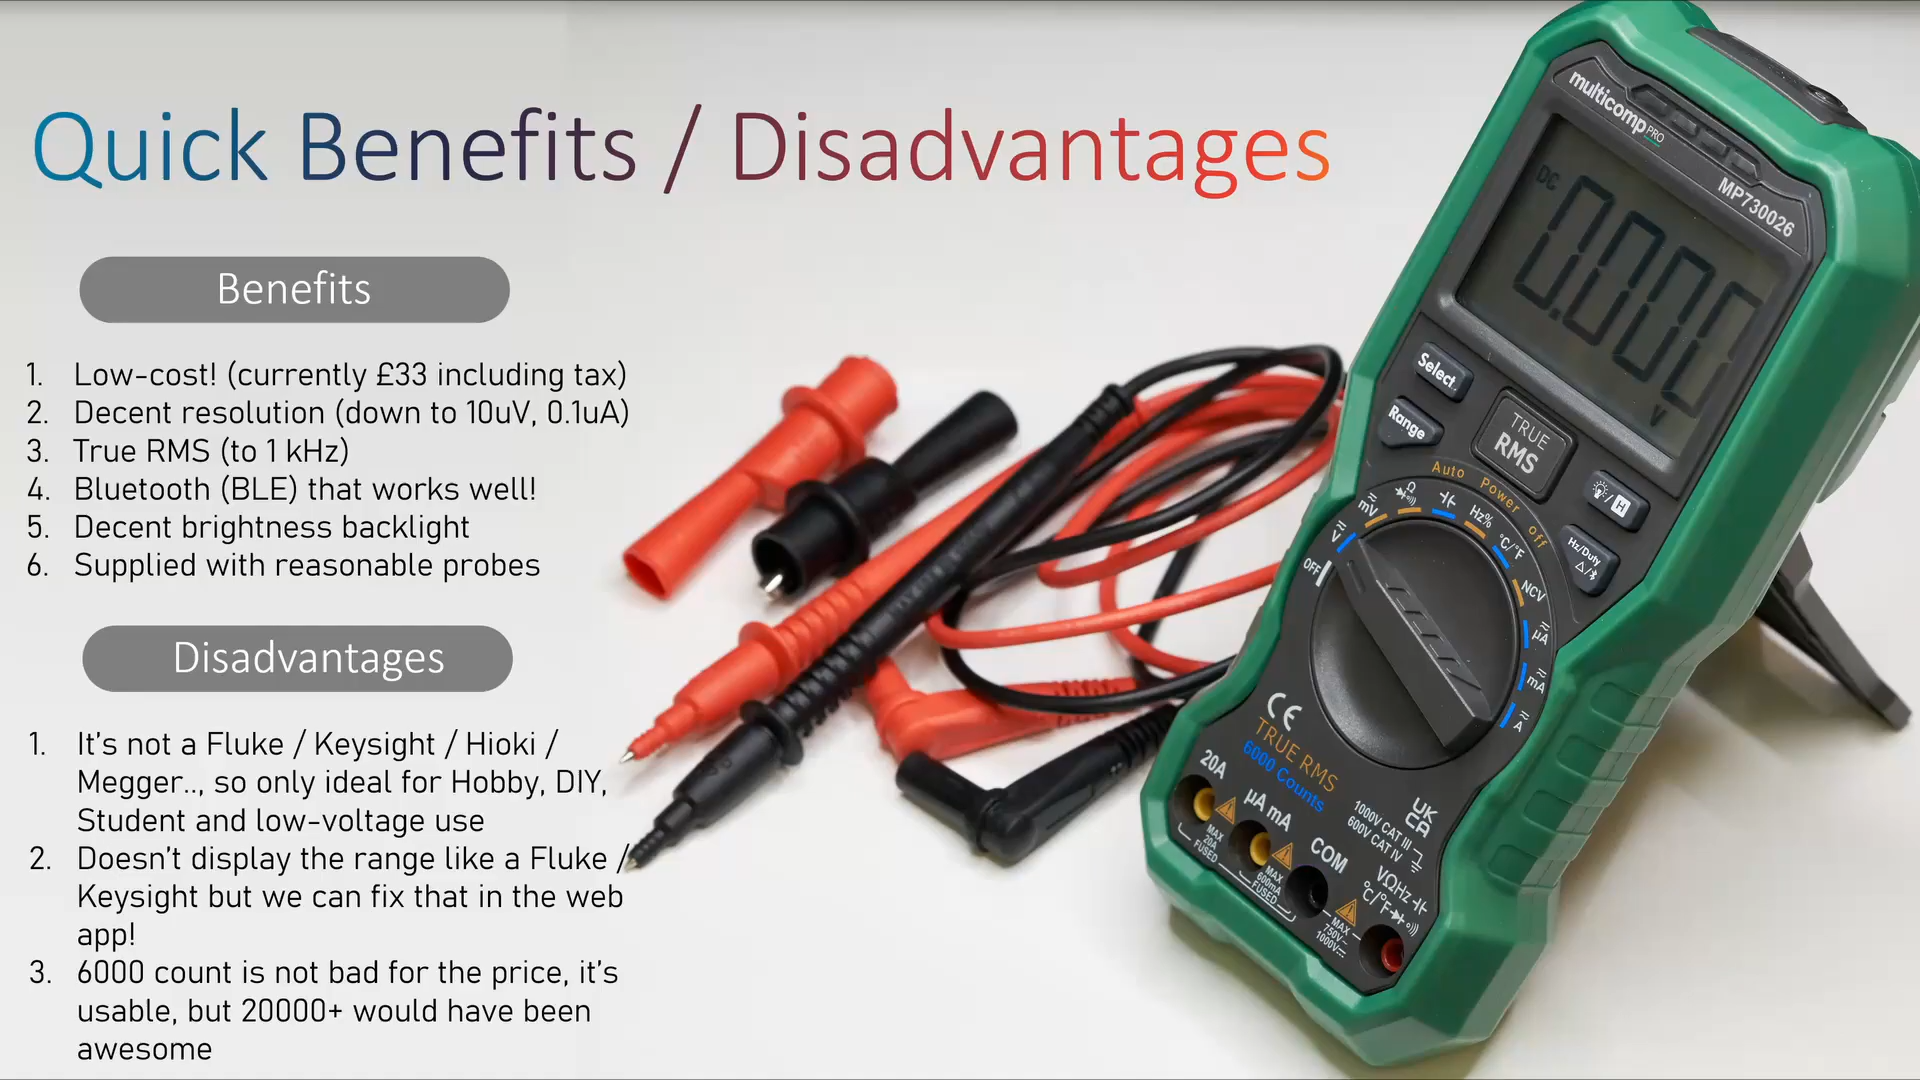 Quick Benefits / Disadvantages
Benefits
1. Low-cost! (currently £33 including tax)
2. Decent resolution (down to 10uV, 0.1uA)
3. True RMS (to 1 kHz)
4. Bluetooth (BLE) that works well!
5. Decent brightness backlight
6. Supplied with reasonable probes
Disadvantages
1. It's not a Fluke / Keysight / Hioki /
Megger.., so only ideal for Hobby, DIY,
Student and low-voltage use
2. Doesn't display the range like a Fluke /
Keysight but we can fix that in the web
app!
3. 6000 count is not bad for the price, it's
usable, but 20000+ would have been
awesome
multicomp PRO
MP730026
DC
0.000
V
Select
Range
TRUE
RMS
Auto Power off
H
Hz/Duty
Δ/
OFF
V
mV
Ω
Hz%
°C/°F
NCV
µA
mA
A
CE
TRUE RMS
6000 Counts
20A
µA mA
COM
1000V CAT III
600V CAT IV
UK
CA
VΩHz
°C/°F
MAX
20A
FUSED
MAX
600mA
FUSED
MAX
750V~
1000V